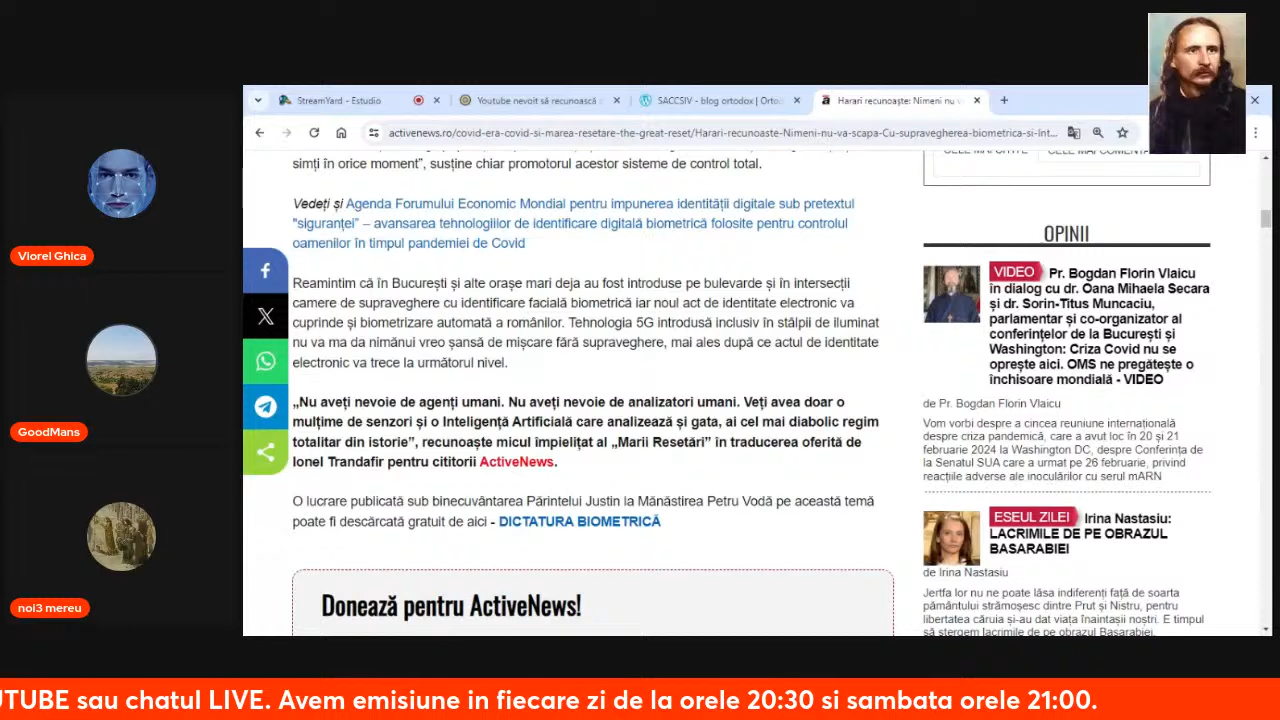 StreamYard - Estudio
Youtube nevoit să recunoască
SACCSIV - blog ortodox | Orto
Harari recunoaște: Nimeni nu v
activenews.ro/covid-era-covid-si-marea-resetare-the-great-reset/Harari-recunoaste-Nimeni-nu-va-scapa-Cu-supravegherea-biometrica-si-int...
simți în orice moment”, susține chiar promotorul acestor sisteme de control total.
Vedeți și Agenda Forumului Economic Mondial pentru impunerea identității digitale sub pretextul
"siguranței” – avansarea tehnologiilor de identificare digitală biometrică folosite pentru controlul
oamenilor în timpul pandemiei de Covid
Reamintim că în București și alte orașe mari deja au fost introduse pe bulevarde și în intersecții
camere de supraveghere cu identificare facială biometrică iar noul act de identitate electronic va
cuprinde și biometrizare automată a românilor. Tehnologia 5G introdusă inclusiv în stâlpii de iluminat
nu va ma da nimănui vreo șansă de mișcare fără supraveghere, mai ales după ce actul de identitate
electronic va trece la următorul nivel.
„Nu aveți nevoie de agenți umani. Nu aveți nevoie de analizatori umani. Veți avea doar o
mulțime de senzori și o Inteligență Artificială care analizează și gata, ai cel mai diabolic regim
totalitar din istorie”, recunoaște micul împielițat al „Marii Resetări” în traducerea oferită de
Ionel Trandafir pentru cititorii ActiveNews.
O lucrare publicată sub binecuvântarea Părintelui Justin la Mănăstirea Petru Vodă pe această temă
poate fi descărcată gratuit de aici - DICTATURA BIOMETRICĂ
Donează pentru ActiveNews!
OPINII
VIDEO Pr. Bogdan Florin Vlaicu
în dialog cu dr. Oana Mihaela Secara
și dr. Sorin-Titus Muncaciu,
parlamentar și co-organizator al
conferințelor de la București și
Washington: Criza Covid nu se
oprește aici. OMS ne pregătește o
închisoare mondială - VIDEO
de Pr. Bogdan Florin Vlaicu
Vom vorbi despre a cincea reuniune internațională
despre criza pandemică, care a avut loc în 20 și 21
februarie 2024 la Washington DC, despre Conferința de
la Senatul SUA care a urmat pe 26 februarie, privind
reacțiile adverse ale inoculărilor cu serul mARN
ESEUL ZILEI Irina Nastasiu:
LACRIMILE DE PE OBRAZUL
BASARABIEI
de Irina Nastasiu
Jertfa lor nu ne poate lăsa indiferenți față de soarta
pământului strămoșesc dintre Prut și Nistru, pentru
libertatea căruia și-au dat viața înaintașii noștri. E timpul
să ștergem lacrimile de pe obrazul Basarabiei.
Viorel Ghica
GoodMans
noi3 mereu
UTUBE sau chatul LIVE. Avem emisiune in fiecare zi de la orele 20:30 si sambata orele 21:00.